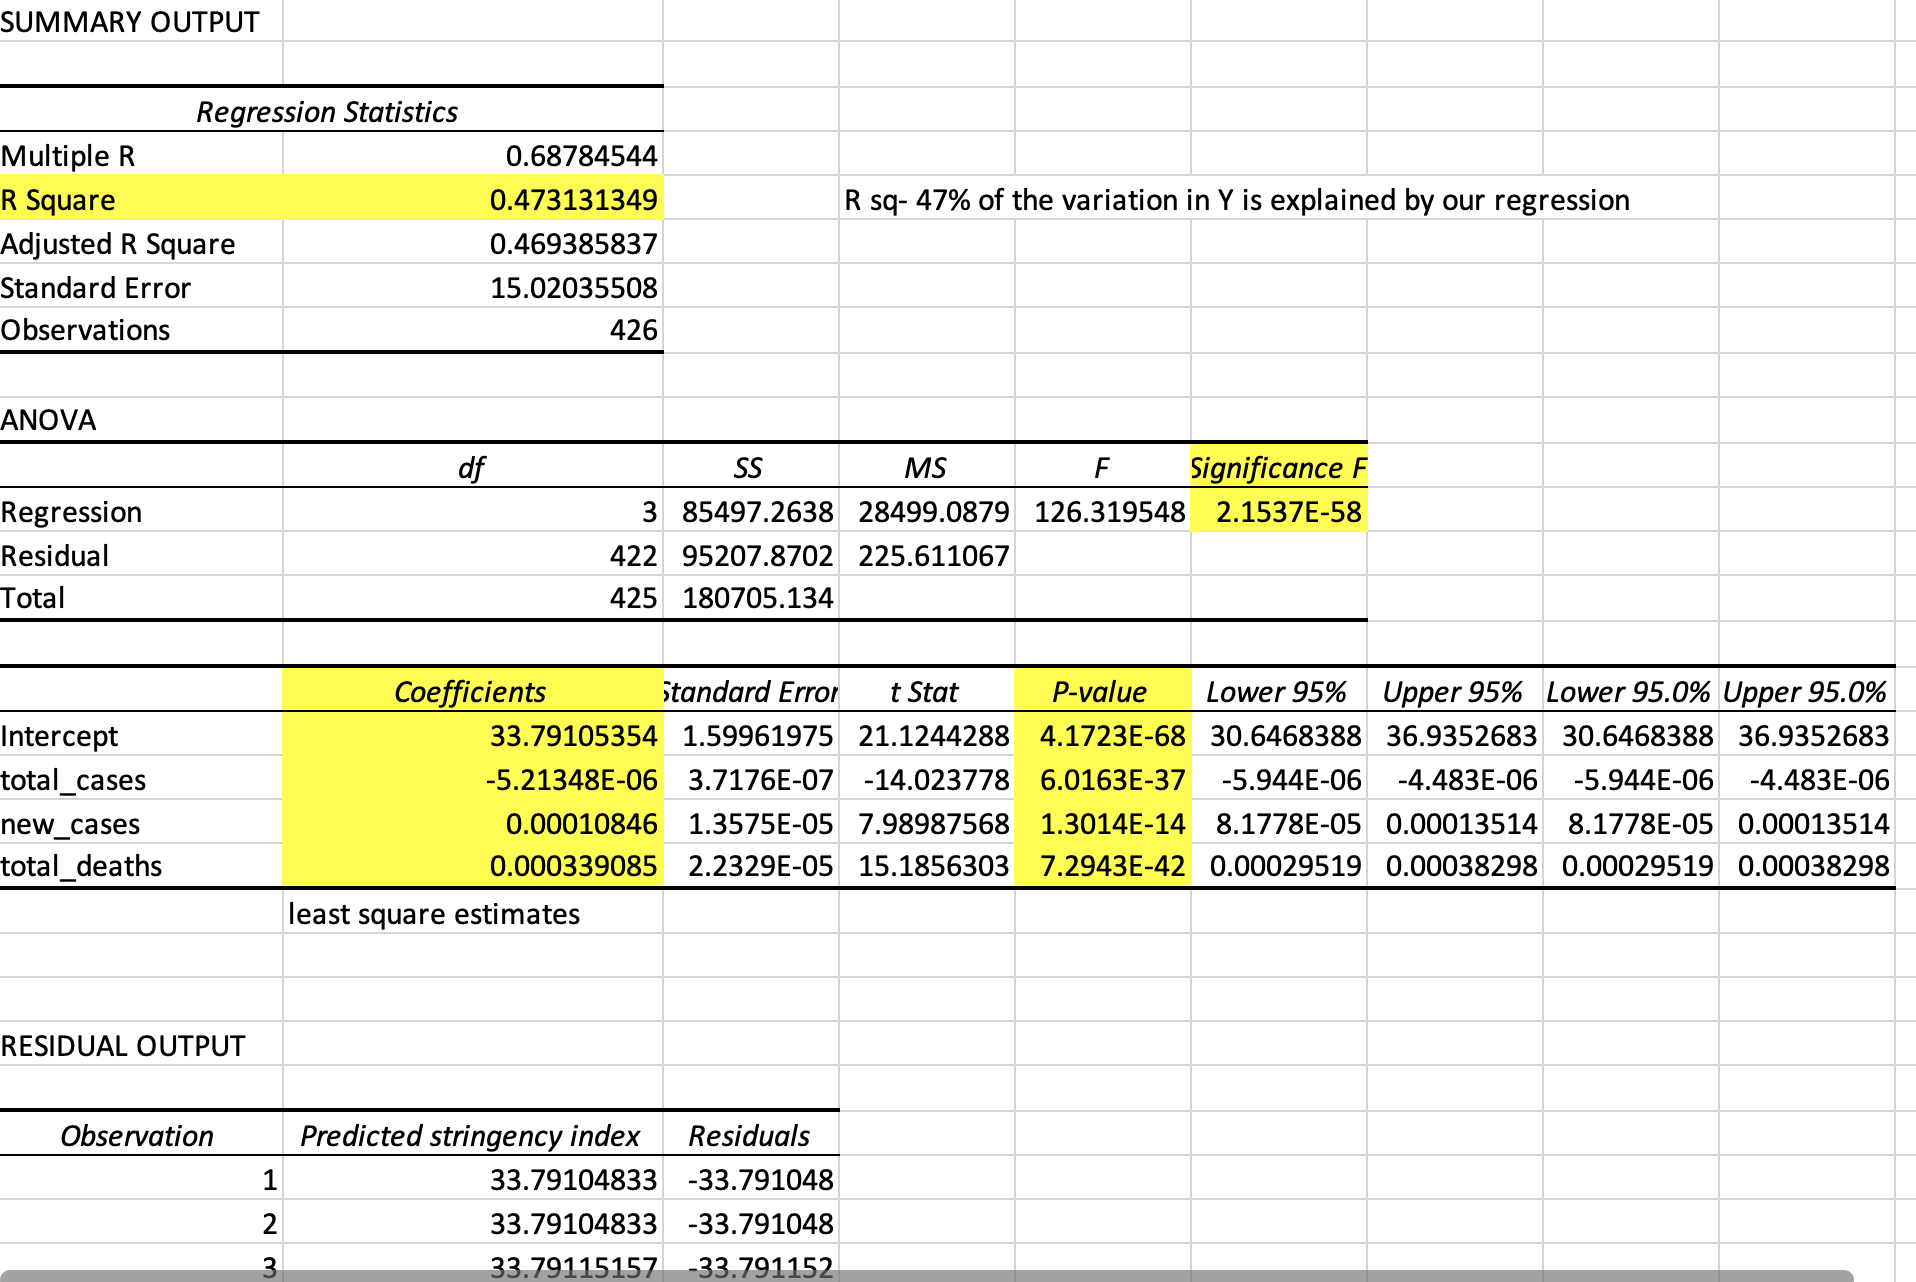 SUMMARY OUTPUT
Regression Statistics
Multiple R 0.68784544
R Square 0.473131349 R sq- 47% of the variation in Y is explained by our regression
Adjusted R Square 0.469385837
Standard Error 15.02035508
Observations 426
ANOVA
df SS MS F Significance F
Regression 3 85497.2638 28499.0879 126.319548 2.1537E-58
Residual 422 95207.8702 225.611067
Total 425 180705.134
Coefficients Standard Error t Stat P-value Lower 95% Upper 95% Lower 95.0% Upper 95.0%
Intercept 33.79105354 1.59961975 21.1244288 4.1723E-68 30.6468388 36.9352683 30.6468388 36.9352683
total_cases -5.21348E-06 3.7176E-07 -14.023778 6.0163E-37 -5.944E-06 -4.483E-06 -5.944E-06 -4.483E-06
new_cases 0.00010846 1.3575E-05 7.98987568 1.3014E-14 8.1778E-05 0.00013514 8.1778E-05 0.00013514
total_deaths 0.000339085 2.2329E-05 15.1856303 7.2943E-42 0.00029519 0.00038298 0.00029519 0.00038298
least square estimates
RESIDUAL OUTPUT
Observation Predicted stringency index Residuals
1 33.79104833 -33.791048
2 33.79104833 -33.791048
3 33.79115157 -33.791152